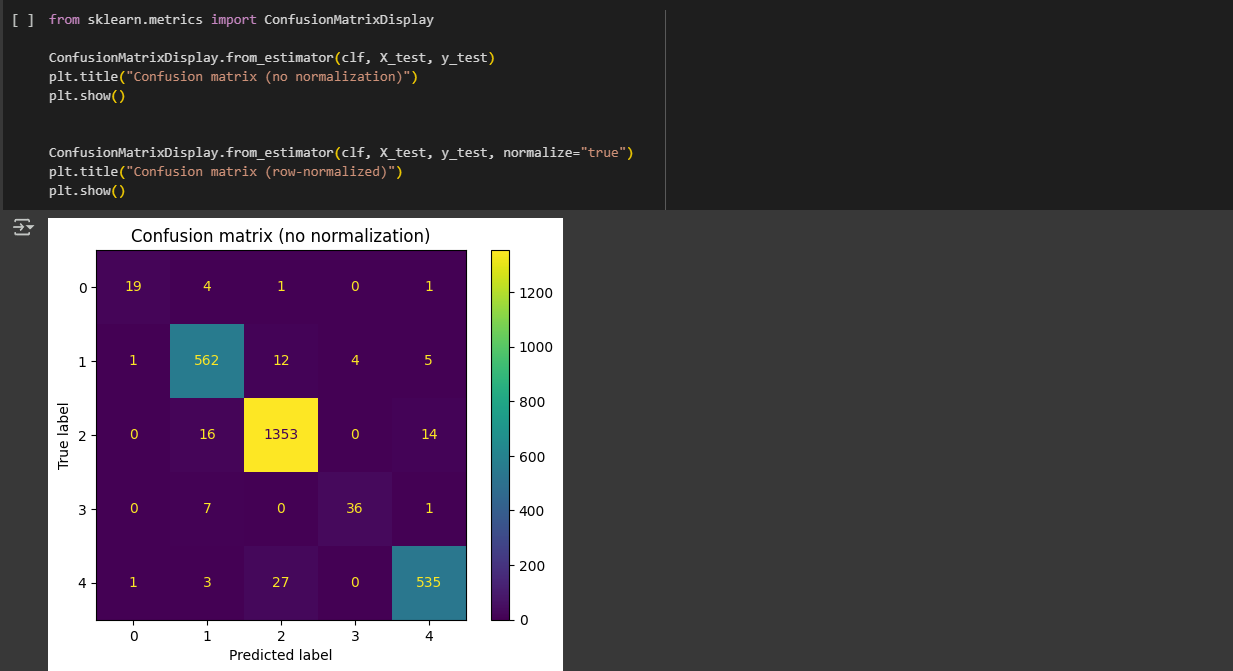 [ ] from sklearn.metrics import ConfusionMatrixDisplay
ConfusionMatrixDisplay.from_estimator(clf, X_test, y_test)
plt.title("Confusion matrix (no normalization)")
plt.show()
ConfusionMatrixDisplay.from_estimator(clf, X_test, y_test, normalize="true")
plt.title("Confusion matrix (row-normalized)")
plt.show()
Confusion matrix (no normalization)
0 19 4 1 0 1
1 1 562 12 4 5
2 0 16 1353 0 14
3 0 7 0 36 1
4 1 3 27 0 535
0 1 2 3 4
Predicted label
True label
1200
1000
800
600
400
200
0